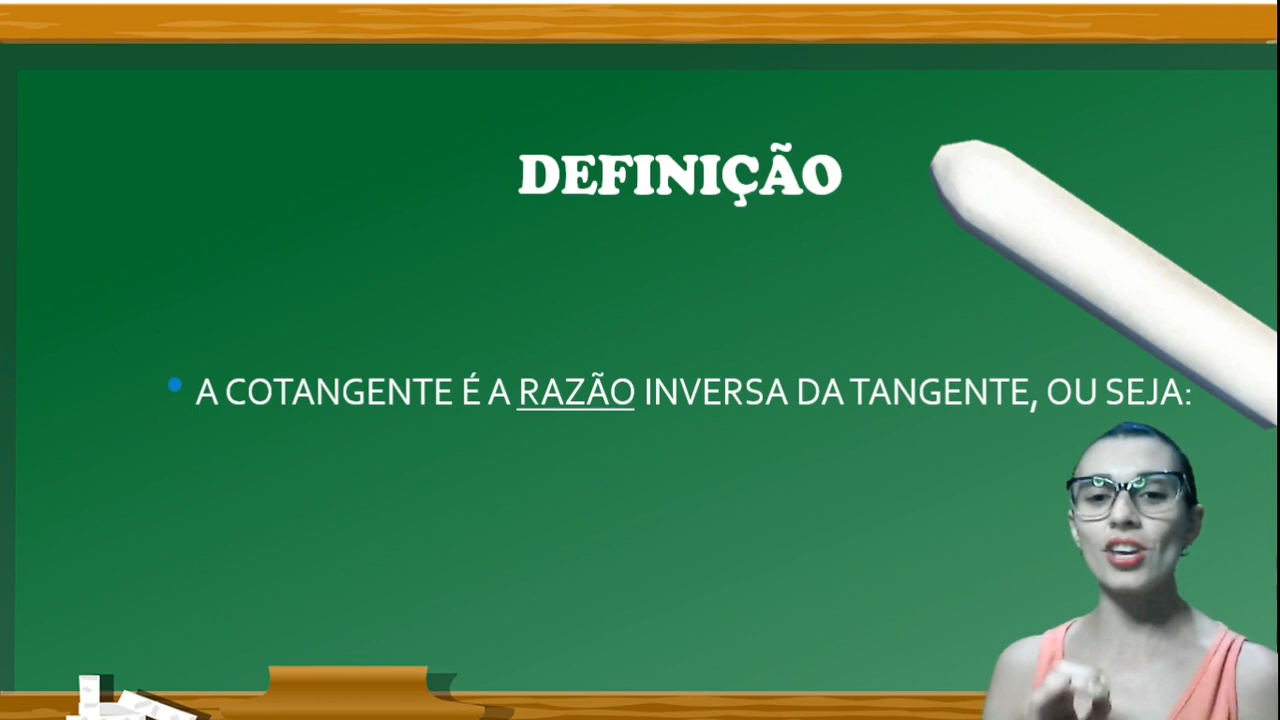 DEFINIÇÃO
A COTANGENTE É A RAZÃO INVERSA DA TANGENTE, OU SEJA: